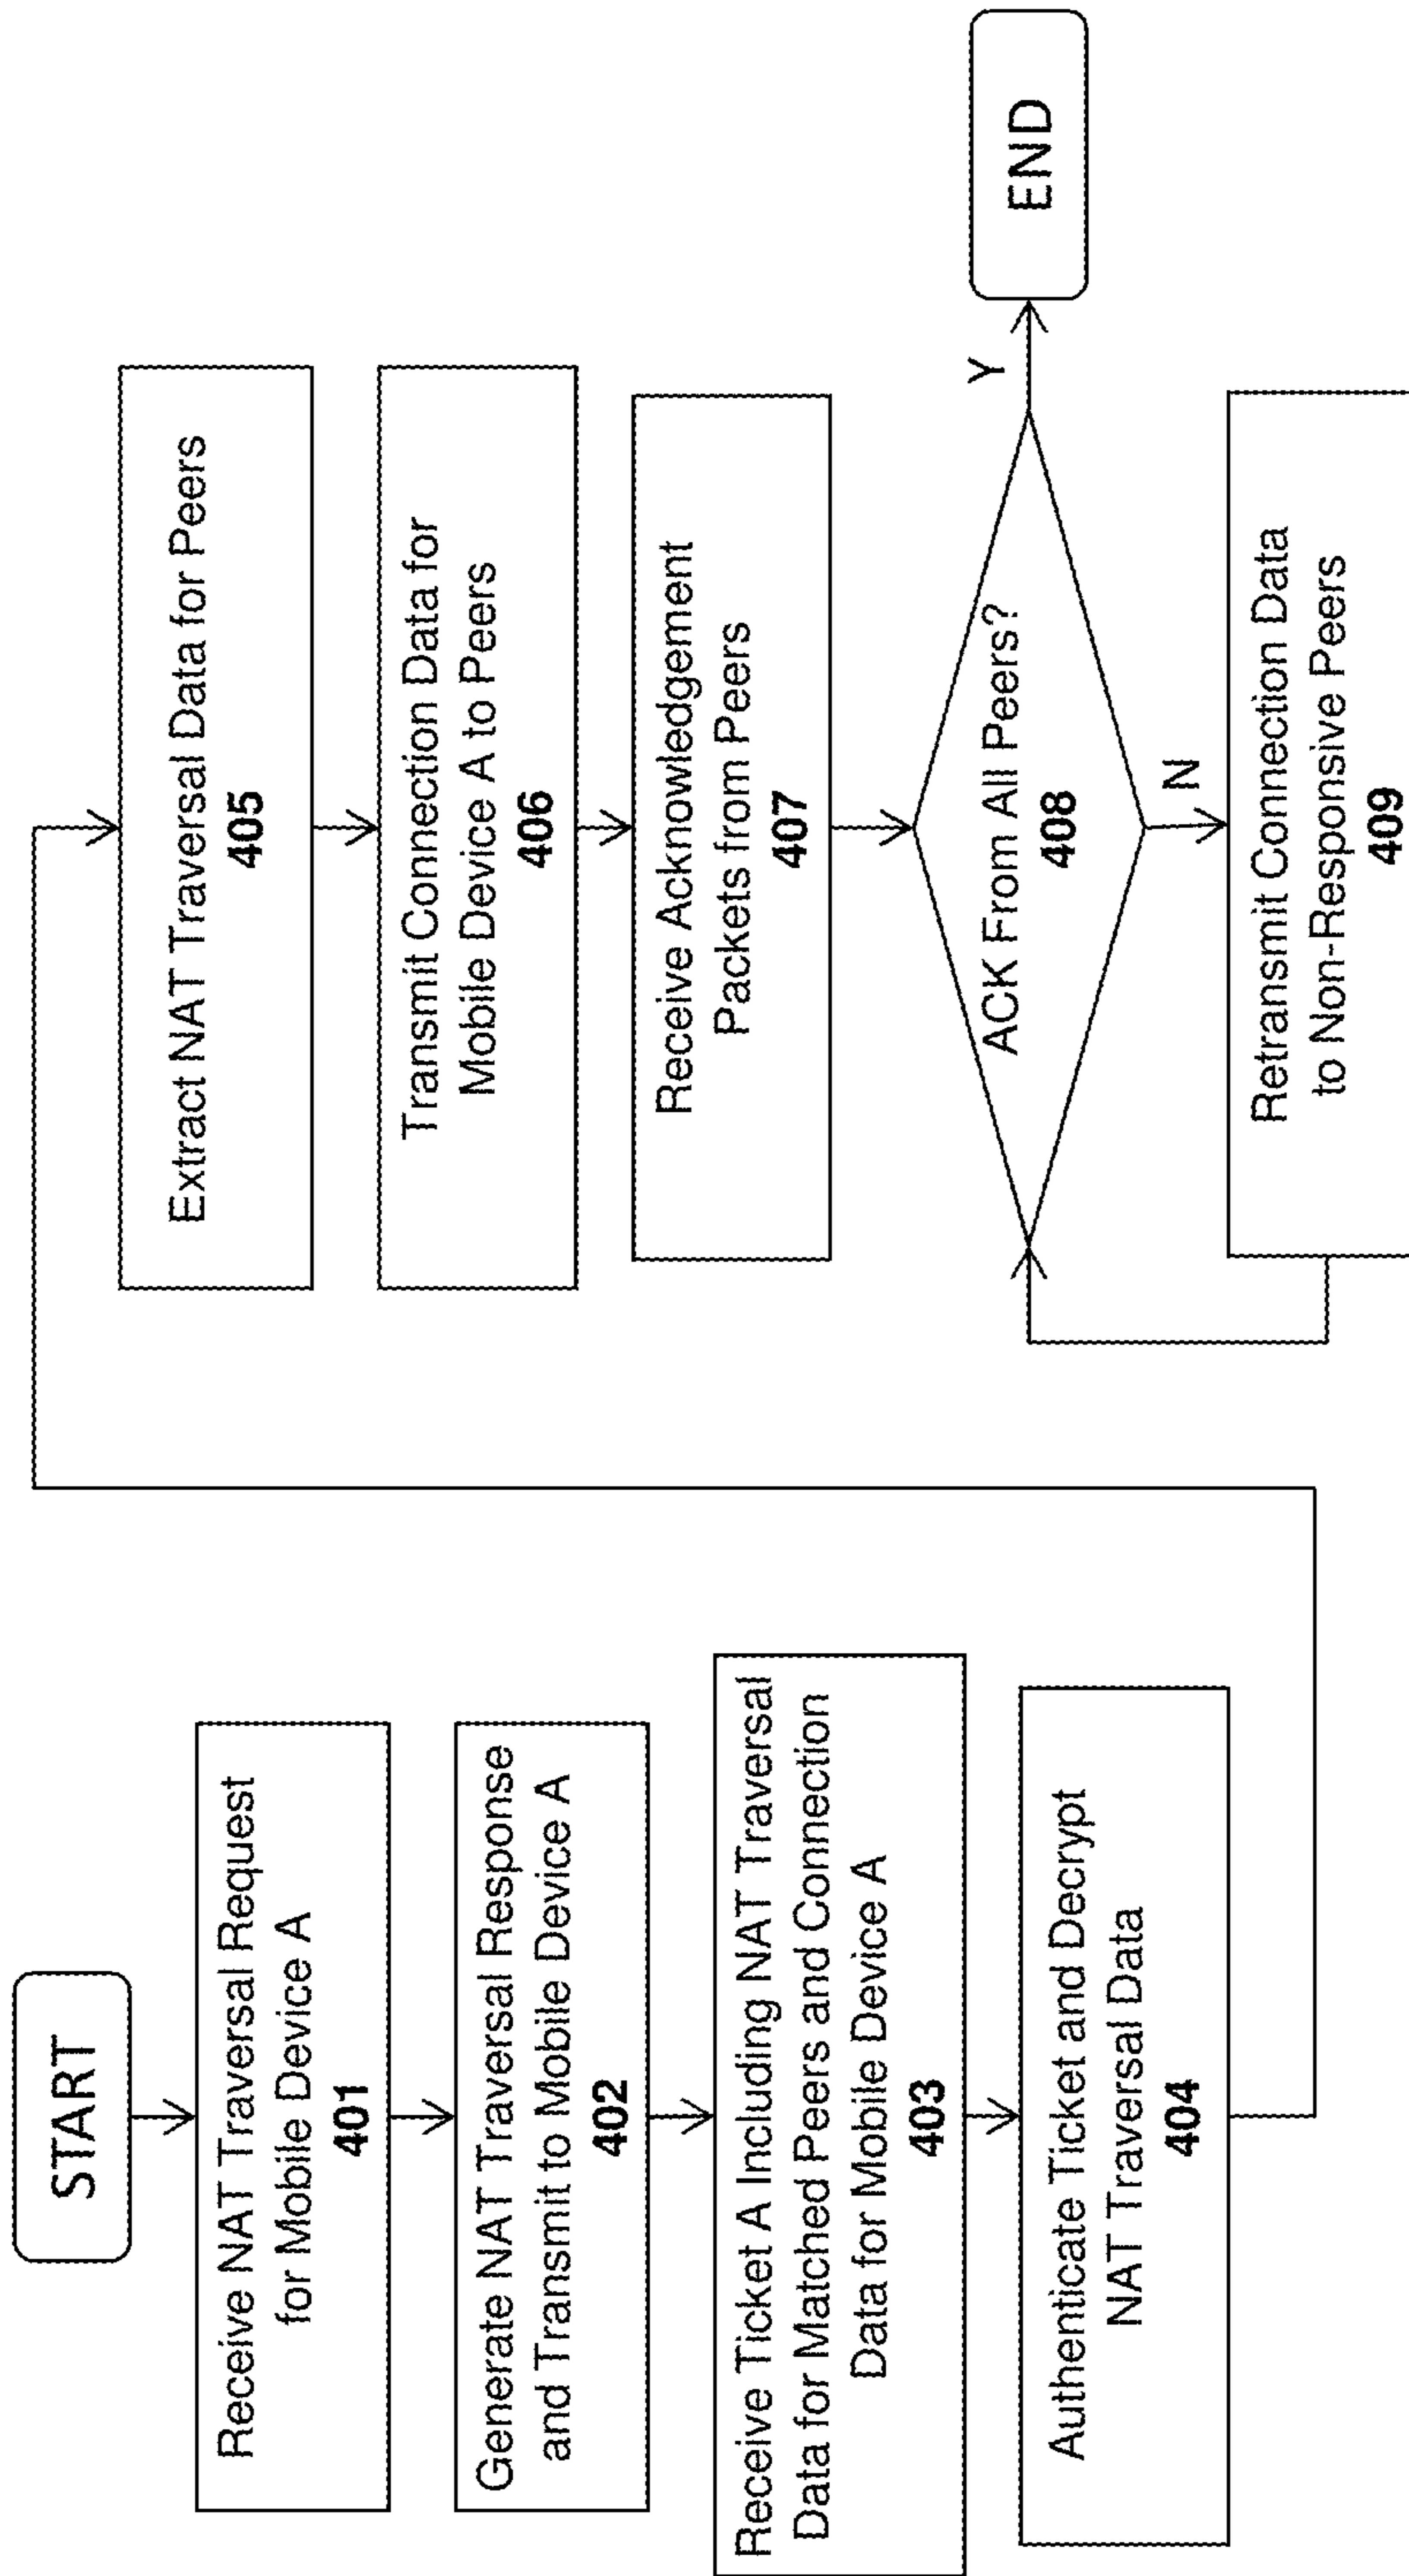 START
Receive NAT Traversal Request
for Mobile Device A
401
Generate NAT Traversal Response
and Transmit to Mobile Device A
402
Receive Ticket A Including NAT Traversal
Data for Matched Peers and Connection
Data for Mobile Device A
403
Authenticate Ticket and Decrypt
NAT Traversal Data
404
Extract NAT Traversal Data for Peers
405
Transmit Connection Data for
Mobile Device A to Peers
406
Receive Acknowledgement
Packets from Peers
407
ACK From All Peers?
408
Y
END
N
Retransmit Connection Data
to Non-Responsive Peers
409